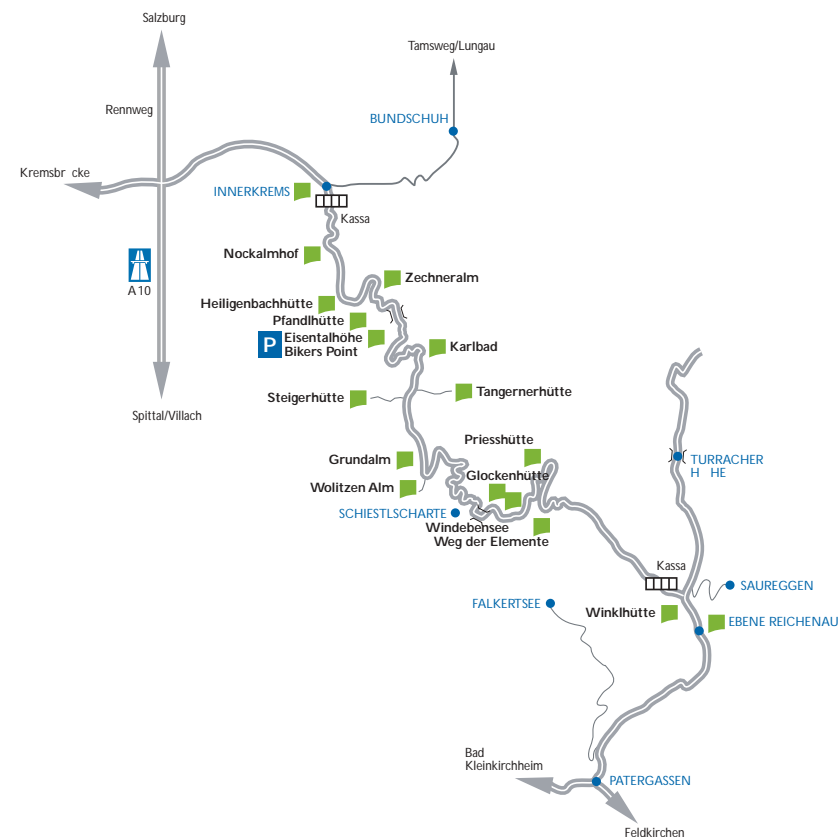 Salzburg
Tamsweg/Lungau
Rennweg
BUNDSCHUH
Kremsbr cke
INNERKREMS
Kassa
Nockalmhof
A10
Zechneralm
Heiligenbachhütte
Pfandlhütte
P
Eisentalhöhe
Bikers Point
Karlbad
Steigerhütte
Tangernerhütte
Spittal/Villach
Priesshütte
Grundalm
TURRACHER
H HE
Glockenhütte
Wolitzen Alm
SCHIESTLSCHARTE
Windebensee
Weg der Elemente
Kassa
SAUREGGEN
FALKERTSEE
Winklhütte
EBENE REICHENAU
Bad
Kleinkirchheim
PATERGASSEN
Feldkirchen